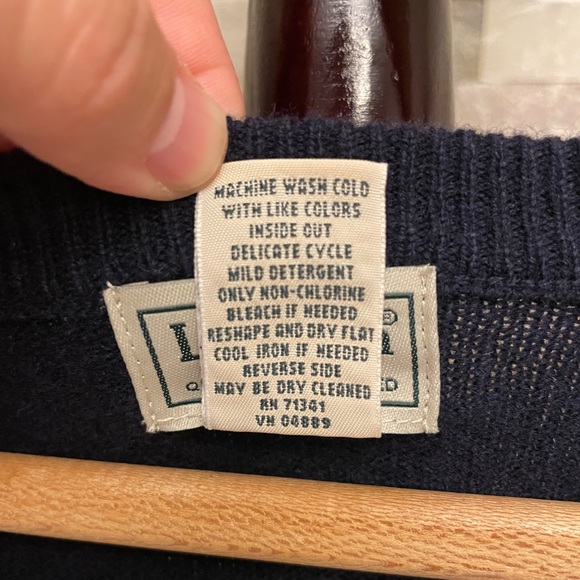 MACHINE WASH COLD
WITH LIKE COLORS
INSIDE OUT
DELICATE CYCLE
MILD DETERGENT
ONLY NON-CHLORINE
BLEACH IF NEEDED
RESHAPE AND DRY FLAT
COOL IRON IF NEEDED
REVERSE SIDE
MAY BE DRY CLEANED
RN 71341
VN 04889